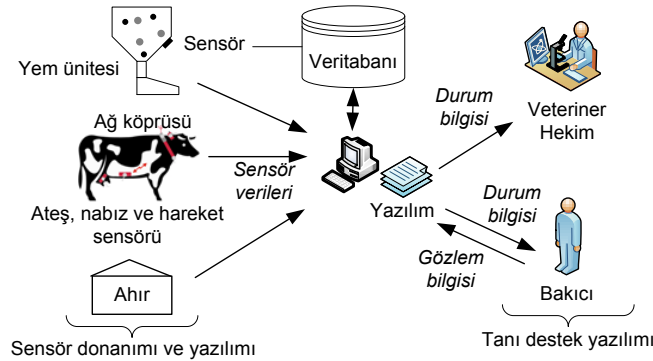 Sensör
Yem ünitesi
Veritabanı
Ağ köprüsü
Sensör
verileri
Ateş, nabız ve hareket
sensörü
Ahır
Sensör donanımı ve yazılımı
Yazılım
Durum
bilgisi
Veteriner
Hekim
Durum
bilgisi
Gözlem
bilgisi
Bakıcı
Tanı destek yazılımı